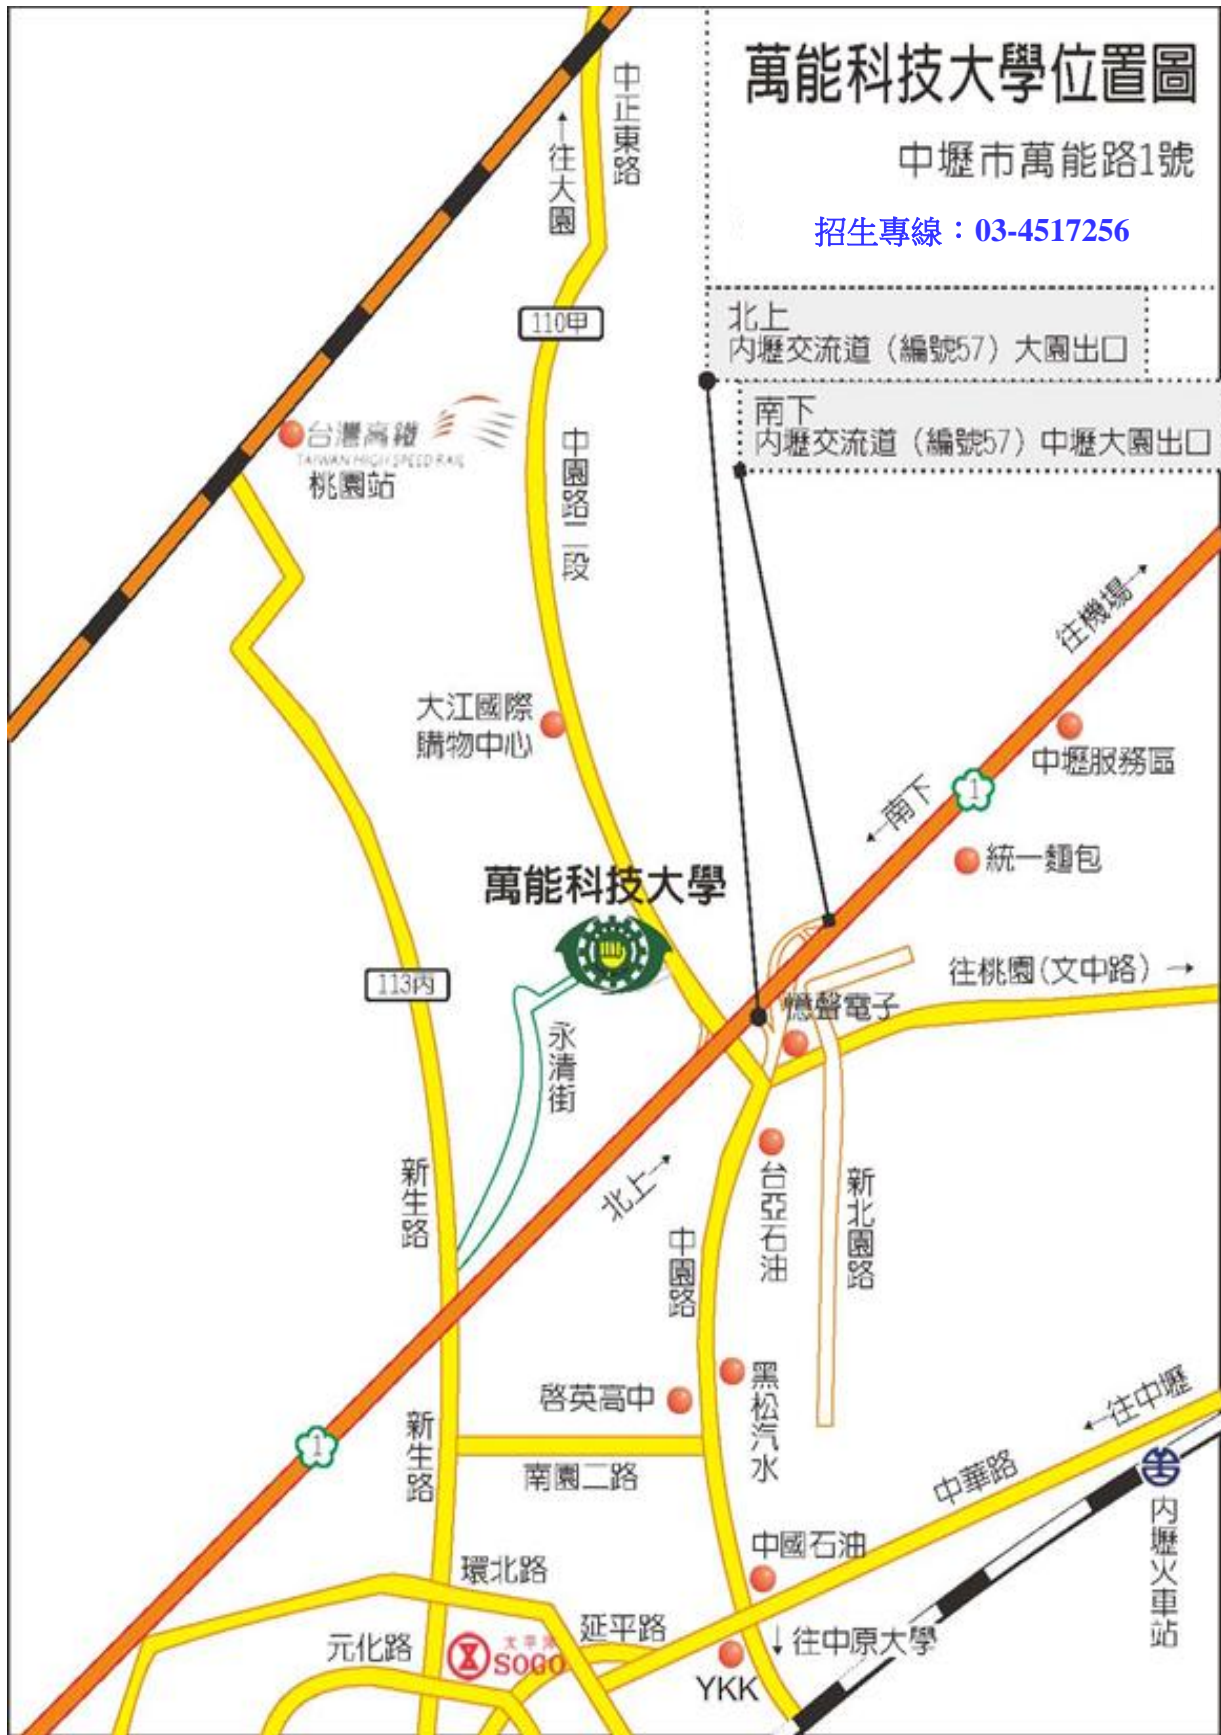 萬能科技大學位置圖
中壢市萬能路1號
招生專線：03-4517256
中正東路
←往大園
110甲
北上
內壢交流道（編號57）大園出口
南下
內壢交流道（編號57）中壢大園出口
台灣高鐵
TAIWAN HIGH SPEED RAIL
桃園站
中園路二段
往機場→
大江國際
購物中心
中壢服務區
1
←南下
統一麵包
萬能科技大學
113內
往桃園(文中路) →
憶聲電子
永清街
新生路
北上→
台亞石油
新北園路
中園路
啓英高中
黑松汽水
←往中壢
1
新生路
南園二路
中華路
內壢火車站
中國石油
環北路
元化路
太平洋
SOGO
延平路
↓往中原大學
YKK